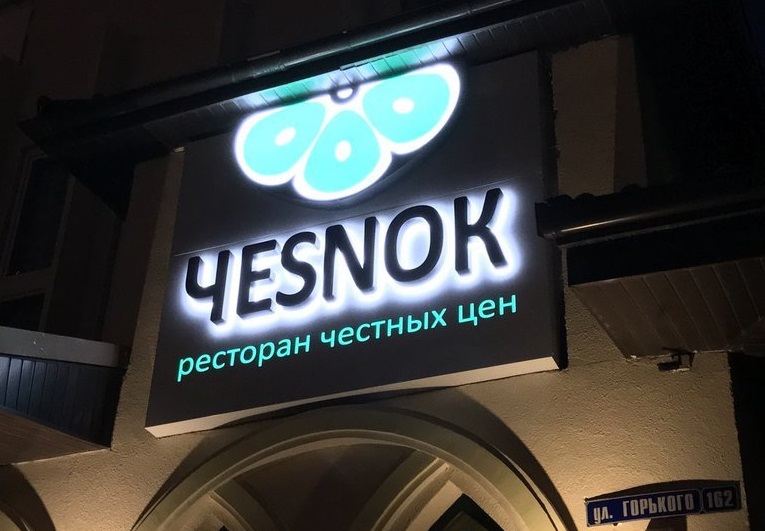 ЧESNOK
ресторан честных цен
ул. ГОРЬКОГО 162